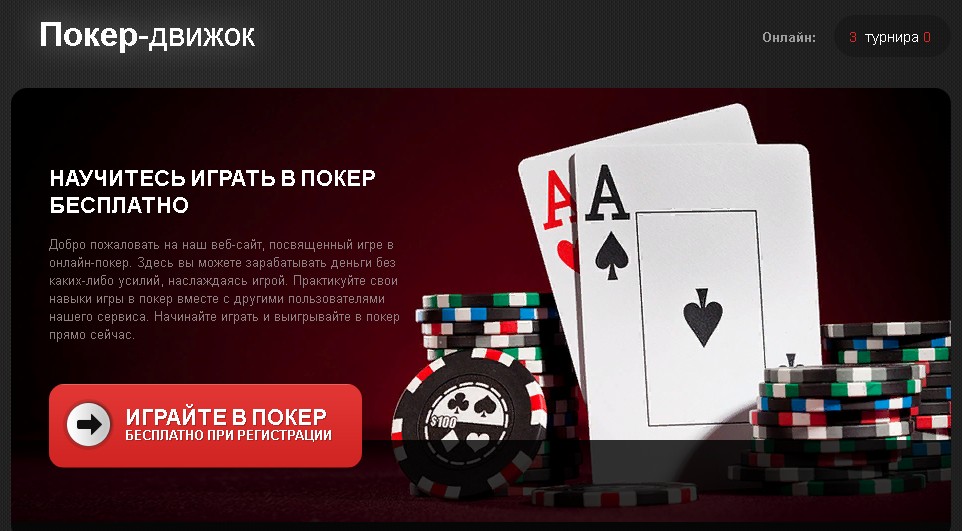 Покер-движок
Онлайн: 3 турнира 0
НАУЧИТЕСЬ ИГРАТЬ В ПОКЕР
БЕСПЛАТНО
Добро пожаловать на наш веб-сайт, посвященный игре в
онлайн-покер. Здесь вы можете зарабатывать деньги без
каких-либо усилий, наслаждаясь игрой. Практикуйте свои
навыки игры в покер вместе с другими пользователями
нашего сервиса. Начинайте играть и выигрывайте в покер
прямо сейчас.
ИГРАЙТЕ В ПОКЕР
БЕСПЛАТНО ПРИ РЕГИСТРАЦИИ
A
A
$100